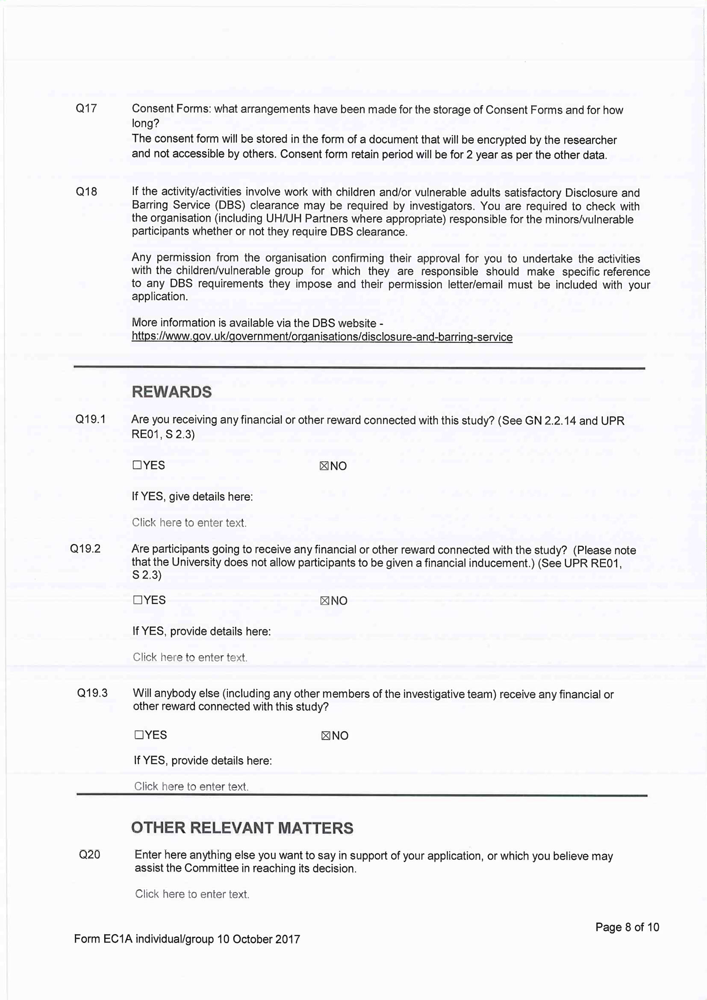 Q17 Consent Forms: what arrangements have been made for the storage of Consent Forms and for how
long?
The consent form will be stored in the form of a document that will be encrypted by the researcher
and not accessible by others. Consent form retain period will be for 2 year as per the other data.
Q18 If the activity/activities involve work with children and/or vulnerable adults satisfactory Disclosure and
Barring Service (DBS) clearance may be required by investigators. You are required to check with
the organisation (including UH/UH Partners where appropriate) responsible for the minors/vulnerable
participants whether or not they require DBS clearance.
Any permission from the organisation confirming their approval for you to undertake the activities
with the children/vulnerable group for which they are responsible should make specific reference
to any DBS requirements they impose and their permission letter/email must be included with your
application.
More information is available via the DBS website -
https://www.gov.uk/government/organisations/disclosure-and-barring-service
REWARDS
Q19.1 Are you receiving any financial or other reward connected with this study? (See GN 2.2.14 and UPR
RE01, S 2.3)
☐YES ☒NO
If YES, give details here:
Click here to enter text.
Q19.2 Are participants going to receive any financial or other reward connected with the study? (Please note
that the University does not allow participants to be given a financial inducement.) (See UPR RE01,
S 2.3)
☐YES ☒NO
If YES, provide details here:
Click here to enter text.
Q19.3 Will anybody else (including any other members of the investigative team) receive any financial or
other reward connected with this study?
☐YES ☒NO
If YES, provide details here:
Click here to enter text.
OTHER RELEVANT MATTERS
Q20 Enter here anything else you want to say in support of your application, or which you believe may
assist the Committee in reaching its decision.
Click here to enter text.
Page 8 of 10
Form EC1A individual/group 10 October 2017